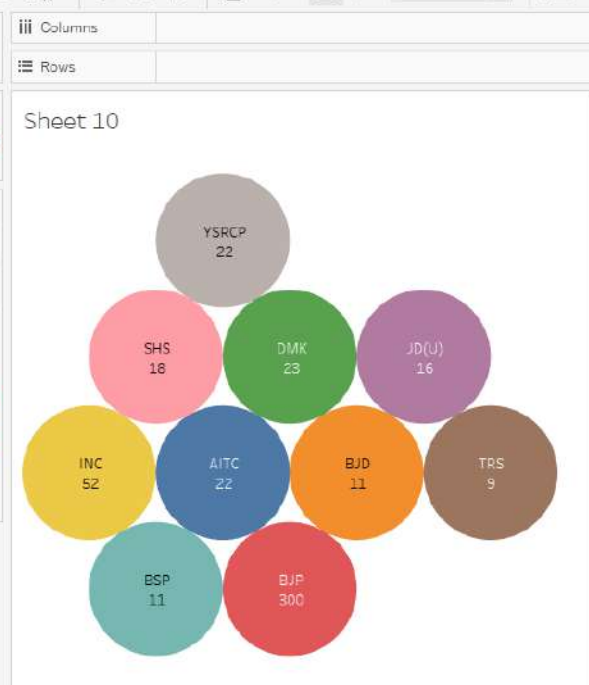 Columns
Rows
Sheet 10
YSRCP
22
SHS
18
DMK
23
JD(U)
16
INC
52
AITC
22
BJD
11
TRS
9
BSP
11
BJP
300